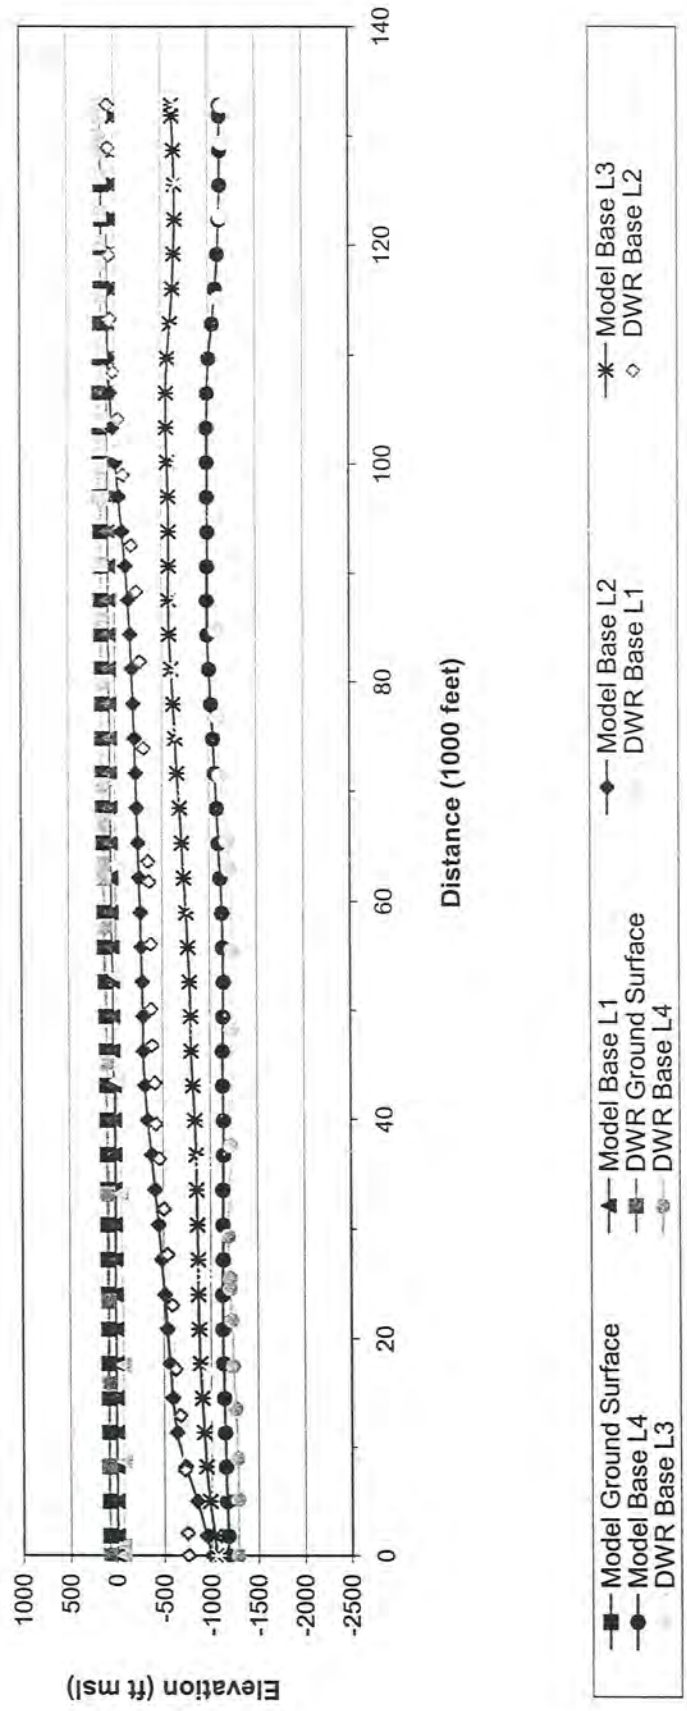 1000
500
0
-500
-1000
-1500
-2000
-2500
0
20
40
60
80
100
120
140
Elevation (ft msl)
Distance (1000 feet)
Model Ground Surface
Model Base L1
Model Base L2
Model Base L3
Model Base L4
DWR Ground Surface
DWR Base L1
DWR Base L2
DWR Base L3
DWR Base L4